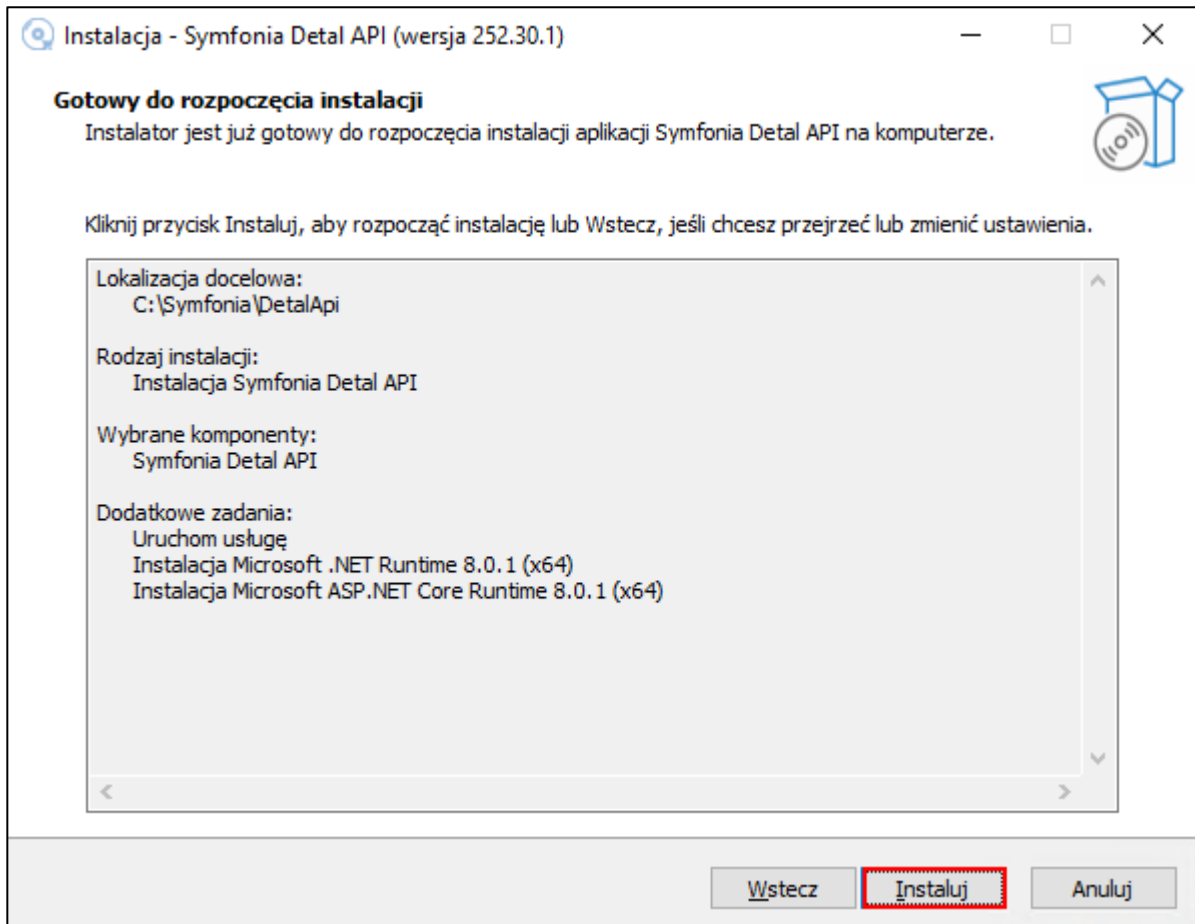 Instalacja - Symfonia Detal API (wersja 252.30.1)
Gotowy do rozpoczęcia instalacji
Instalator jest już gotowy do rozpoczęcia instalacji aplikacji Symfonia Detal API na komputerze.
Kliknij przycisk Instaluj, aby rozpocząć instalację lub Wstecz, jeśli chcesz przejrzeć lub zmienić ustawienia.
Lokalizacja docelowa:
C:\Symfonia\DetalApi
Rodzaj instalacji:
Instalacja Symfonia Detal API
Wybrane komponenty:
Symfonia Detal API
Dodatkowe zadania:
Uruchom usługę
Instalacja Microsoft .NET Runtime 8.0.1 (x64)
Instalacja Microsoft ASP.NET Core Runtime 8.0.1 (x64)
Wstecz Instaluj Anuluj